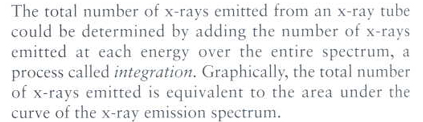 The total number of x-rays emitted from an x-ray tube
could be determined by adding the number of x-rays
emitted at each energy over the entire spectrum, a
process called integration. Graphically, the total number
of x-rays emitted is equivalent to the area under the
curve of the x-ray emission spectrum.